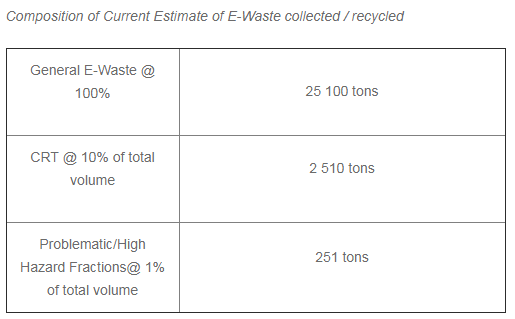 Composition of Current Estimate of E-Waste collected / recycled
General E-Waste @
100%
25 100 tons
CRT @ 10% of total
volume
2 510 tons
Problematic/High
Hazard Fractions@ 1%
of total volume
251 tons